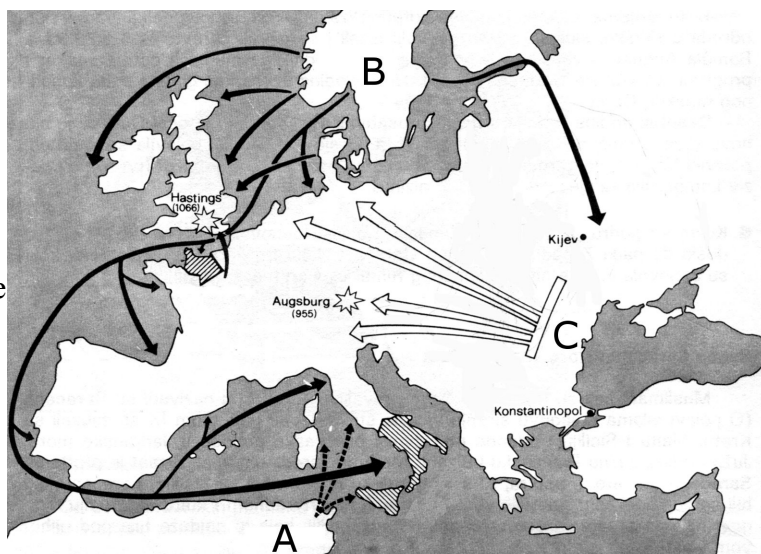 B
Hastings
(1066)
Kijev
Augsburg
(955)
C
Konstantinopol
A
e